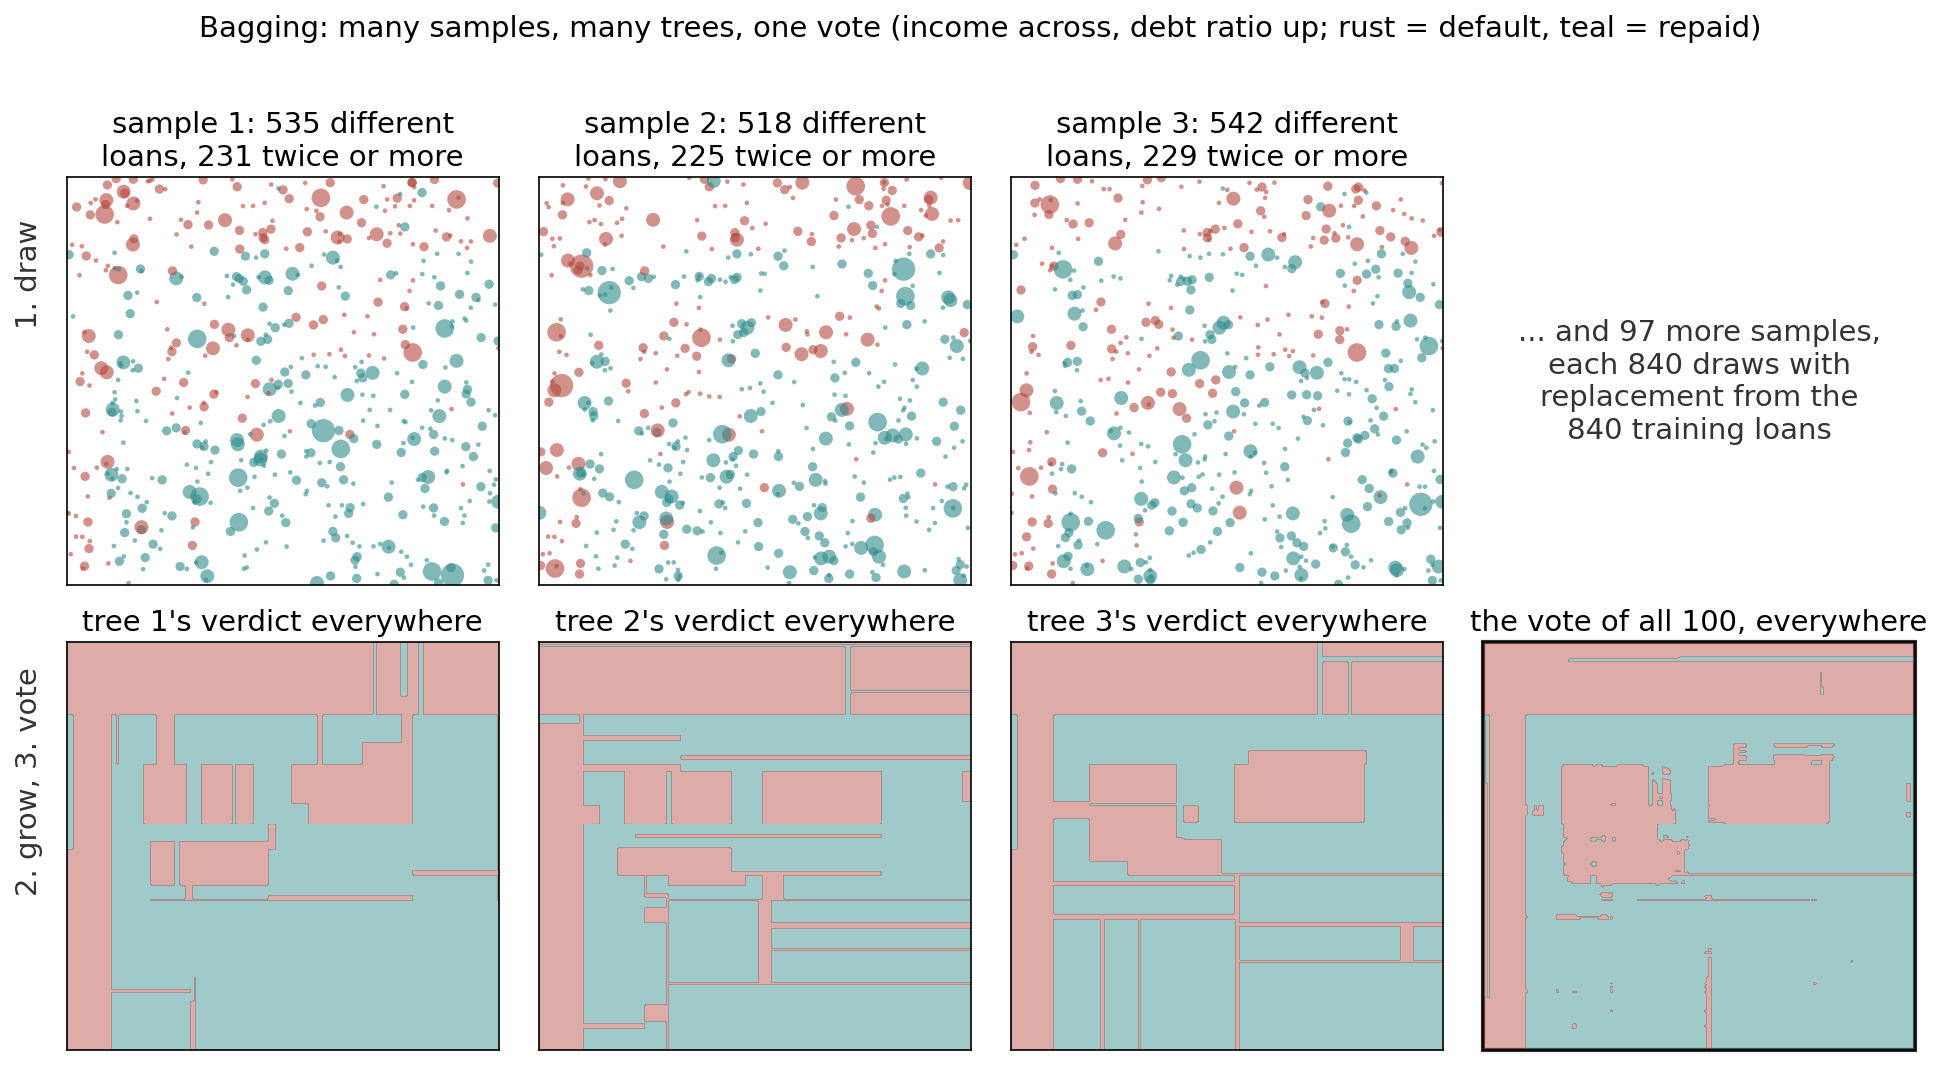 Bagging: many samples, many trees, one vote (income across, debt ratio up; rust = default, teal = repaid)
sample 1: 535 different
loans, 231 twice or more
sample 2: 518 different
loans, 225 twice or more
sample 3: 542 different
loans, 229 twice or more
1. draw
... and 97 more samples,
each 840 draws with
replacement from the
840 training loans
tree 1's verdict everywhere
tree 2's verdict everywhere
tree 3's verdict everywhere
the vote of all 100, everywhere
2. grow, 3. vote